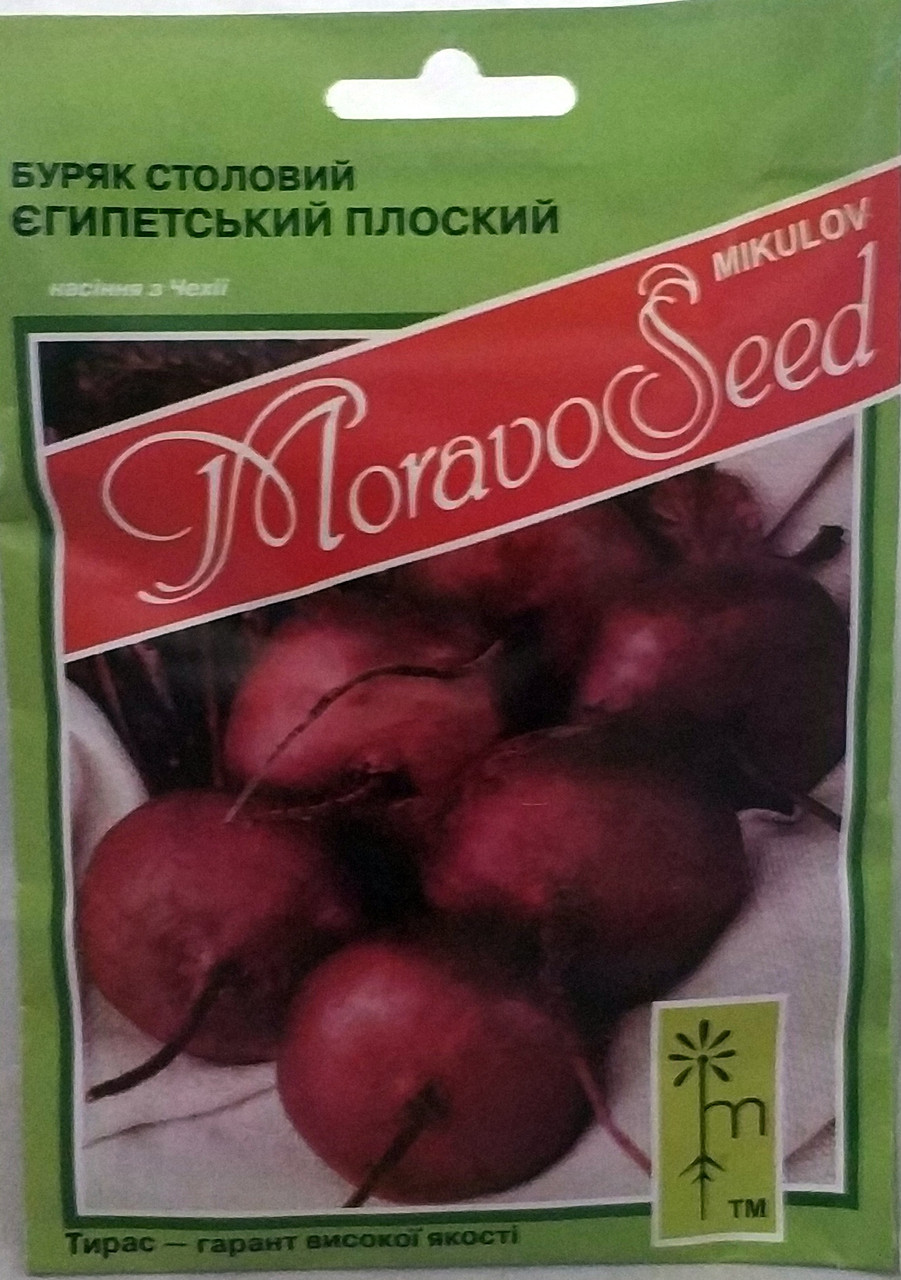 БУРЯК СТОЛОВИЙ
ЄГИПЕТСЬКИЙ ПЛОСКИЙ
насіння з Чехії
MIKULOV
MoravoSeed
m
TM
Тирас — гарант високої якості